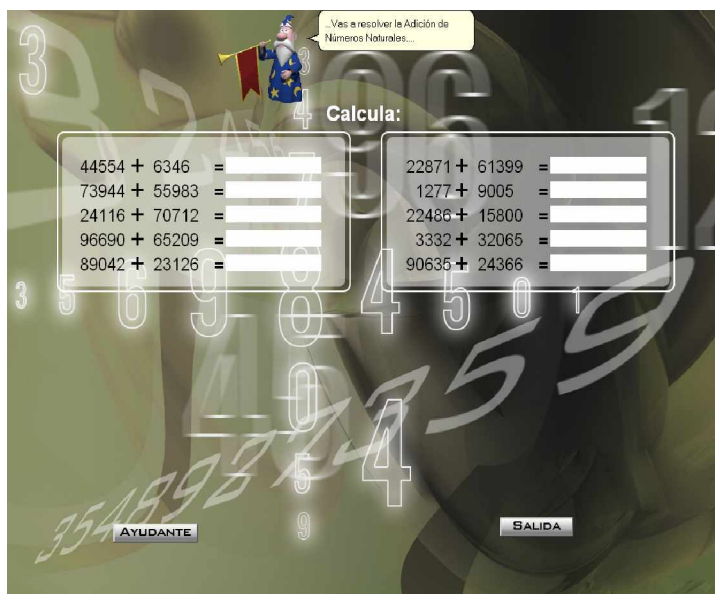 ...Vas a resolver la Adición de
Números Naturales....
Calcula:
44554 + 6346 =
73944 + 55983 =
24116 + 70712 =
96690 + 65209 =
89042 + 23126 =
22871 + 61399 =
1277 + 9005 =
22486 + 15800 =
3332 + 32065 =
90635 + 24366 =
AYUDANTE
SALIDA